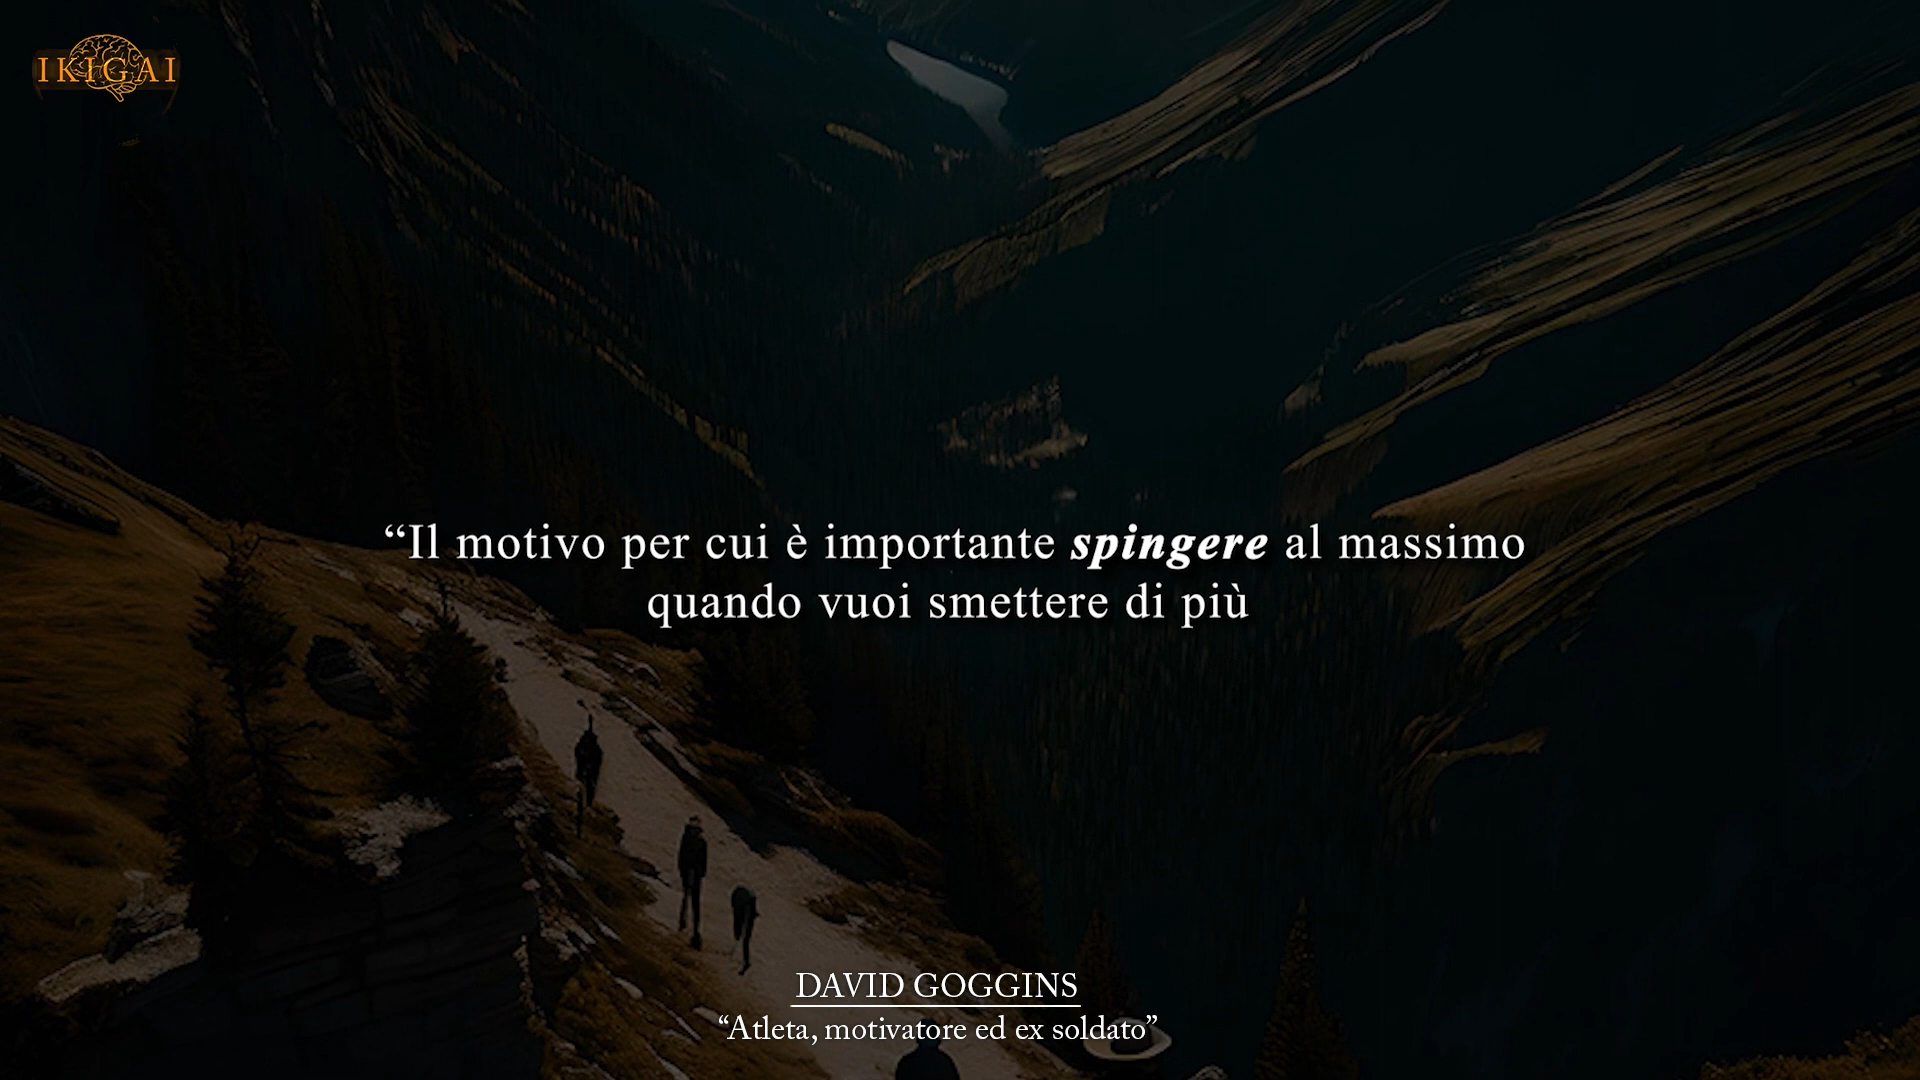 IKIGAI
“Il motivo per cui è importante spingere al massimo
quando vuoi smettere di più
DAVID GOGGINS
“Atleta, motivatore ed ex soldato”